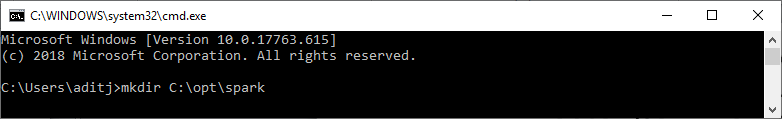 C:\WINDOWS\system32\cmd.exe
Microsoft Windows [Version 10.0.17763.615]
(c) 2018 Microsoft Corporation. All rights reserved.
C:\Users\aditj>mkdir C:\opt\spark